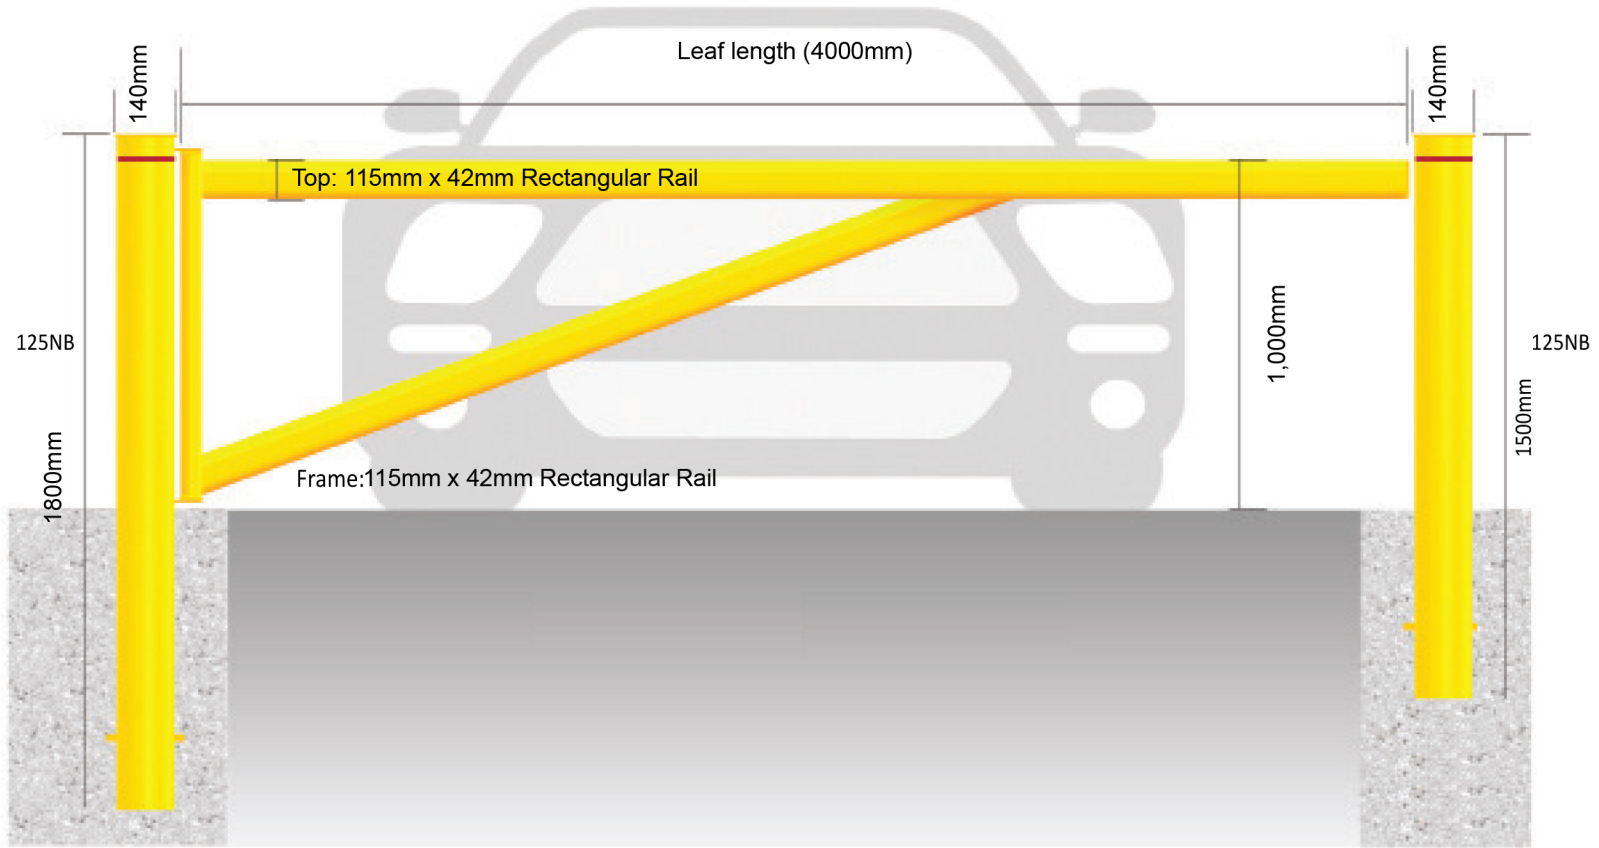 Leaf length (4000mm)
140mm
140mm
Top: 115mm x 42mm Rectangular Rail
125NB
1,000mm
125NB
1500mm
1800mm
Frame:115mm x 42mm Rectangular Rail